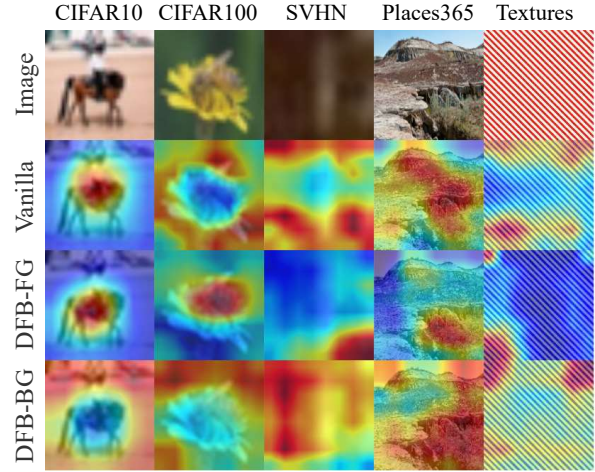 CIFAR10 CIFAR100 SVHN Places365 Textures
Image
Vanilla
DFB-FG
DFB-BG